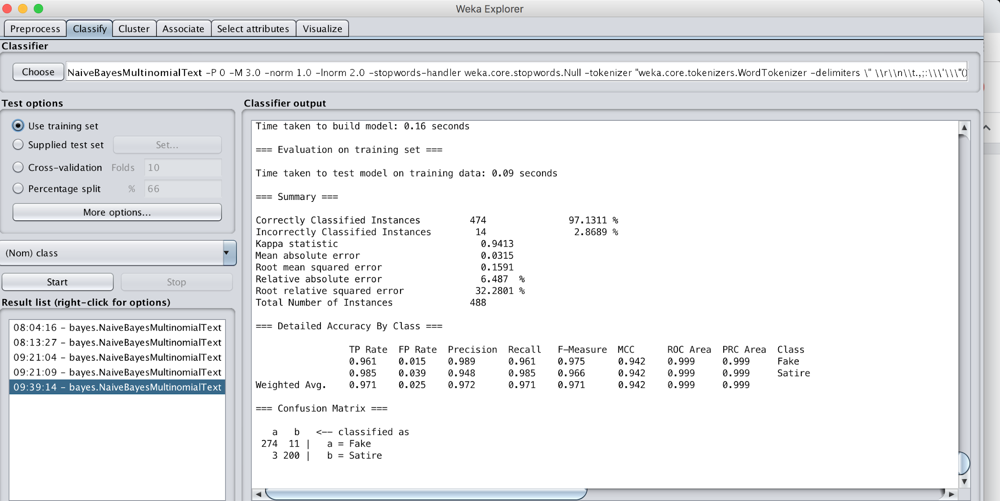 Weka Explorer
Preprocess Classify Cluster Associate Select attributes Visualize
Classifier
Choose NaiveBayesMultinomialText -P 0 -M 3.0 -norm 1.0 -lnorm 2.0 -stopwords-handler weka.core.stopwords.Null -tokenizer "weka.core.tokenizers.WordTokenizer -delimiters \" \\r\\n\\t.,;:\\\'\\\"()
Test options
Use training set
Supplied test set Set...
Cross-validation Folds 10
Percentage split % 66
More options...
(Nom) class
Start Stop
Result list (right-click for options)
08:04:16 - bayes.NaiveBayesMultinomialText
08:13:27 - bayes.NaiveBayesMultinomialText
09:21:04 - bayes.NaiveBayesMultinomialText
09:21:09 - bayes.NaiveBayesMultinomialText
09:39:14 - bayes.NaiveBayesMultinomialText
Classifier output
Time taken to build model: 0.16 seconds
=== Evaluation on training set ===
Time taken to test model on training data: 0.09 seconds
=== Summary ===
Correctly Classified Instances 474 97.1311 %
Incorrectly Classified Instances 14 2.8689 %
Kappa statistic 0.9413
Mean absolute error 0.0315
Root mean squared error 0.1591
Relative absolute error 6.487 %
Root relative squared error 32.2801 %
Total Number of Instances 488
=== Detailed Accuracy By Class ===
TP Rate FP Rate Precision Recall F-Measure MCC ROC Area PRC Area Class
0.961 0.015 0.989 0.961 0.975 0.942 0.999 0.999 Fake
0.985 0.039 0.948 0.985 0.966 0.942 0.999 0.999 Satire
Weighted Avg. 0.971 0.025 0.972 0.971 0.971 0.942 0.999 0.999
=== Confusion Matrix ===
a b <-- classified as
274 11 | a = Fake
3 200 | b = Satire